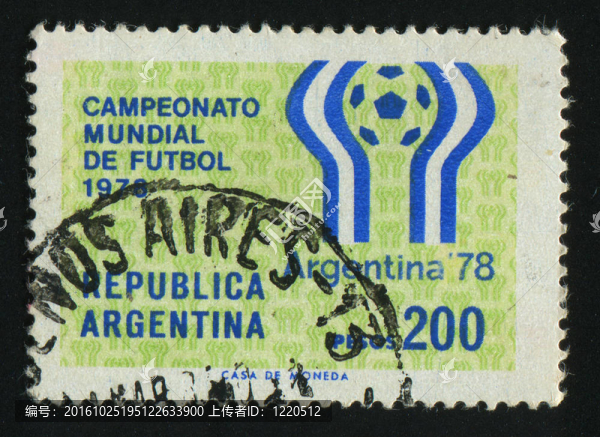 CAMPEONATO
MUNDIAL
DE FUTBOL
1978
BUENOS AIRES
Argentina '78
REPUBLICA
ARGENTINA
PESOS 200
CASA DE MONEDA
编号：20161025195122633900 上传者ID：1220512